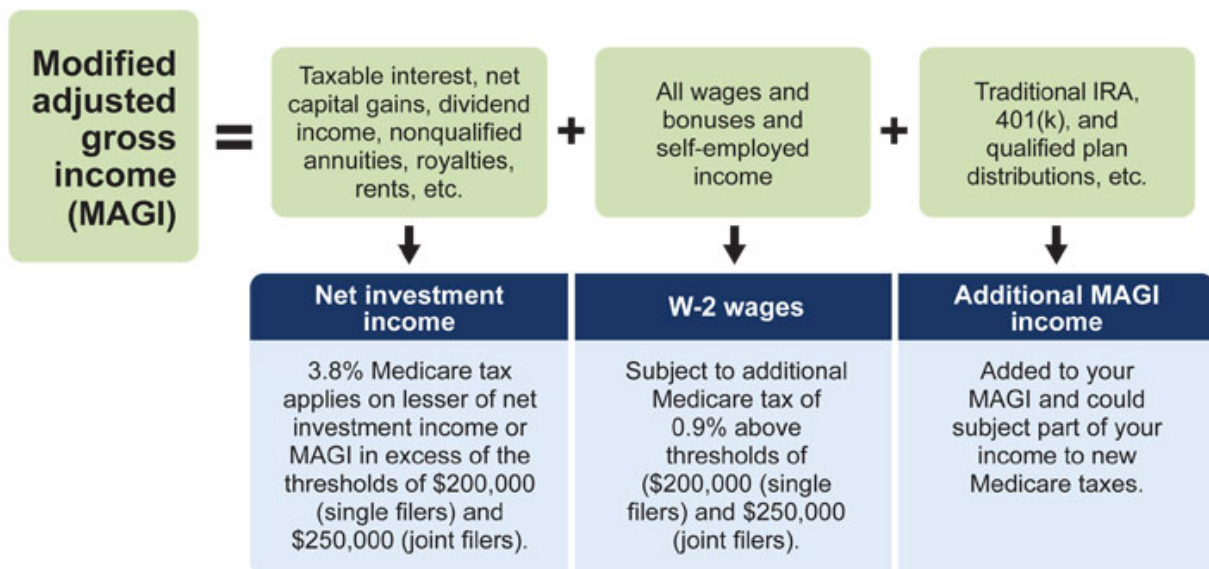 Modified
adjusted
gross
income
(MAGI)
=
Taxable interest, net
capital gains, dividend
income, nonqualified
annuities, royalties,
rents, etc.
+
All wages and
bonuses and
self-employed
income
+
Traditional IRA,
401(k), and
qualified plan
distributions, etc.
Net investment
income
3.8% Medicare tax
applies on lesser of net
investment income or
MAGI in excess of the
thresholds of $200,000
(single filers) and
$250,000 (joint filers).
W-2 wages
Subject to additional
Medicare tax of
0.9% above
thresholds of
($200,000 (single
filers) and $250,000
(joint filers).
Additional MAGI
income
Added to your
MAGI and could
subject part of your
income to new
Medicare taxes.